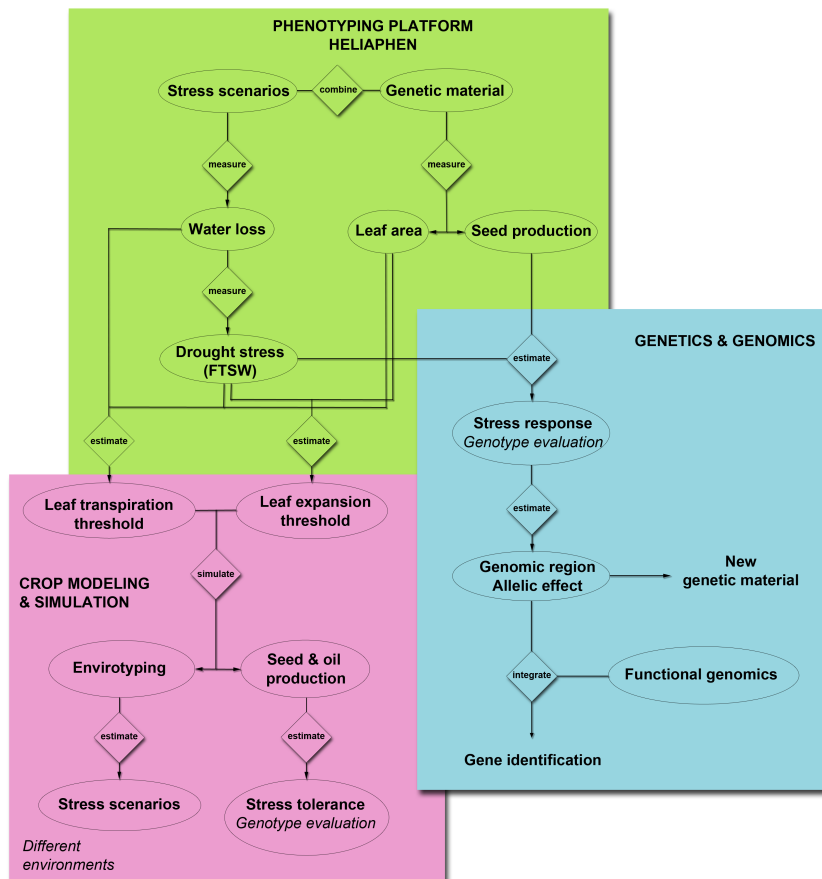 PHENOTYPING PLATFORM
HELIAPHEN
Stress scenarios
combine
Genetic material
measure
measure
Water loss
Leaf area
Seed production
measure
Drought stress
(FTSW)
estimate
estimate
estimate
GENETICS & GENOMICS
Stress response
Genotype evaluation
estimate
Genomic region
Allelic effect
New
genetic material
integrate
Functional genomics
Gene identification
Leaf transpiration
threshold
Leaf expansion
threshold
simulate
CROP MODELING
& SIMULATION
Envirotyping
Seed & oil
production
estimate
estimate
Stress scenarios
Stress tolerance
Genotype evaluation
Different
environments